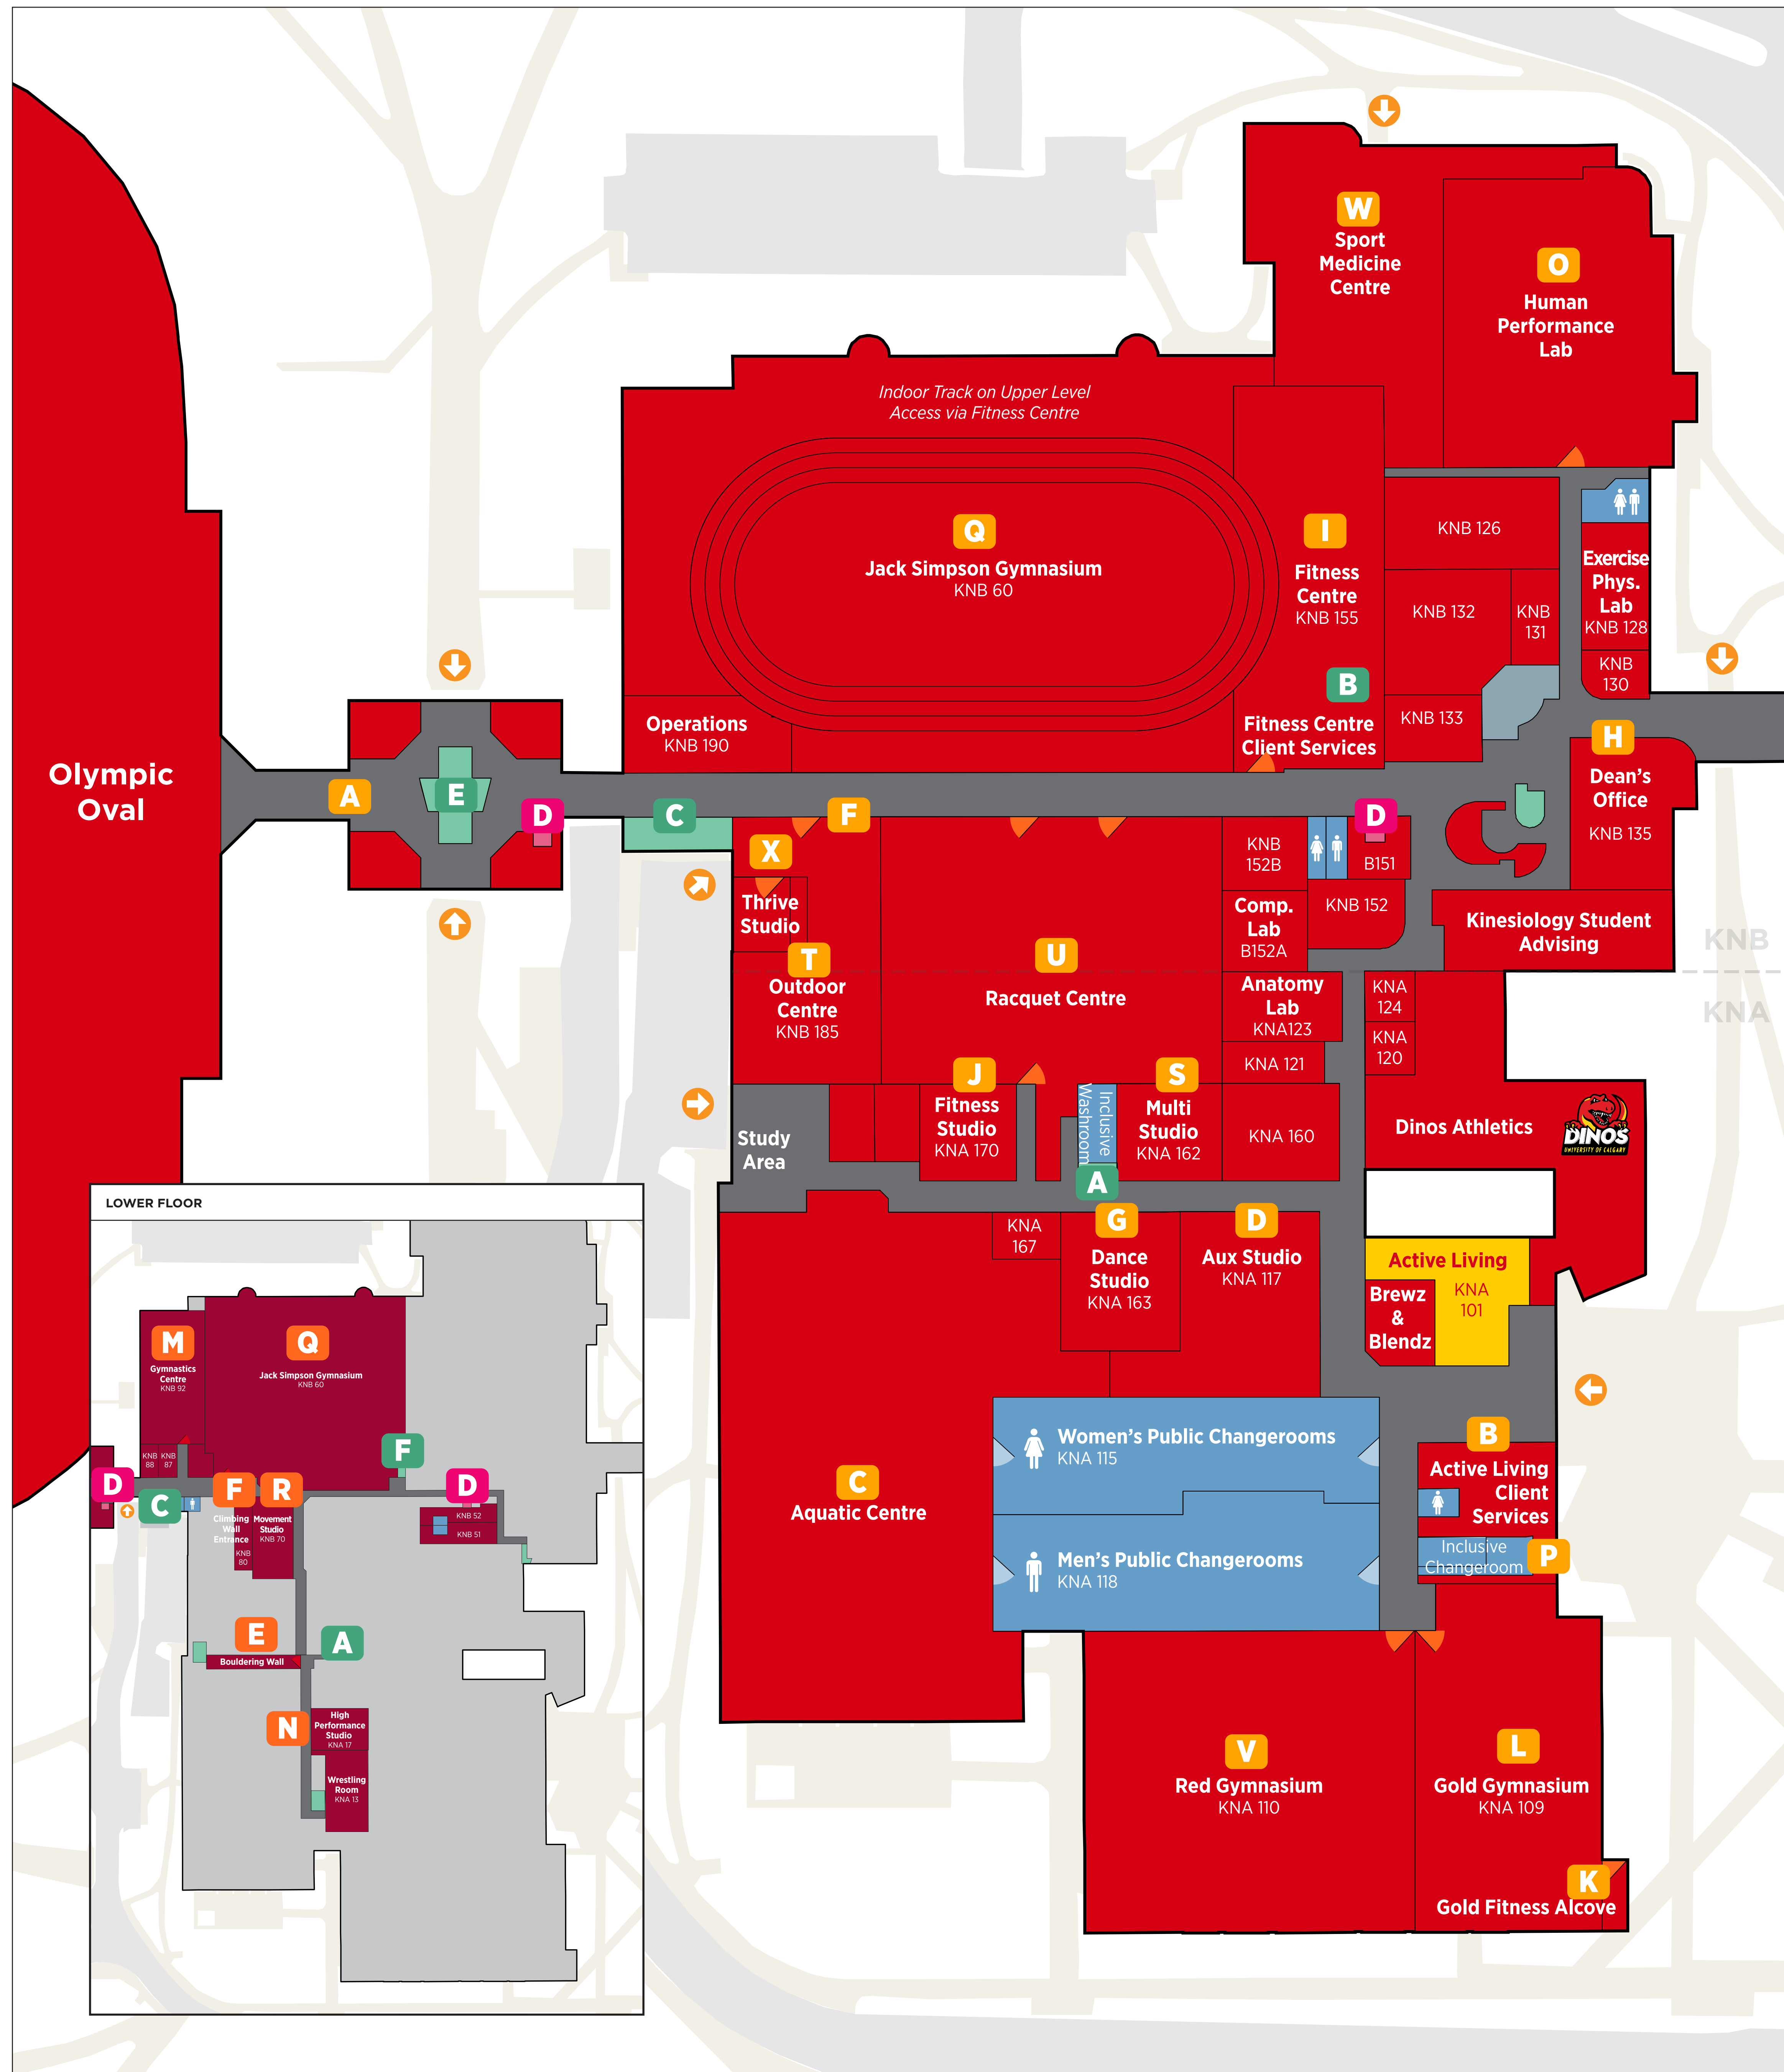 W
Sport
Medicine
Centre
O
Human
Performance
Lab
Indoor Track on Upper Level
Access via Fitness Centre
Q
Jack Simpson Gymnasium
KNB 60
I
Fitness
Centre
KNB 155
B
Fitness Centre
Client Services
KNB 126
KNB 132
KNB
131
KNB 133
Exercise
Phys.
Lab
KNB 128
KNB
130
Operations
KNB 190
H
Dean's
Office
KNB 135
Olympic
Oval
A
E
D
C
F
X
Thrive
Studio
T
Outdoor
Centre
KNB 185
U
Racquet Centre
KNB
152B
D
B151
Comp.
Lab
B152A
KNB 152
Kinesiology Student
Advising
KNB
KNA
Anatomy
Lab
KNA123
KNA 121
KNA
124
KNA
120
Study
Area
J
Fitness
Studio
KNA 170
Inclusive
Washroom
A
S
Multi
Studio
KNA 162
KNA 160
Dinos Athletics
DINOS
UNIVERSITY OF CALGARY
KNA
167
G
Dance
Studio
KNA 163
D
Aux Studio
KNA 117
Active Living
KNA
101
Brewz
&
Blendz
C
Aquatic Centre
Women's Public Changerooms
KNA 115
Men's Public Changerooms
KNA 118
B
Active Living
Client
Services
Inclusive
Changeroom
P
V
Red Gymnasium
KNA 110
L
Gold Gymnasium
KNA 109
K
Gold Fitness Alcove
LOWER FLOOR
M
Gymnastics
Centre
KNB 92
Q
Jack Simpson Gymnasium
KNB 60
KNB
88
KNB
87
F
D
C
F
Climbing
Wall
Entrance
KNB
80
R
Movement
Studio
KNB 70
D
KNB 52
KNB 51
E
Bouldering Wall
A
N
High
Performance
Studio
KNA 17
Wrestling
Room
KNA 13